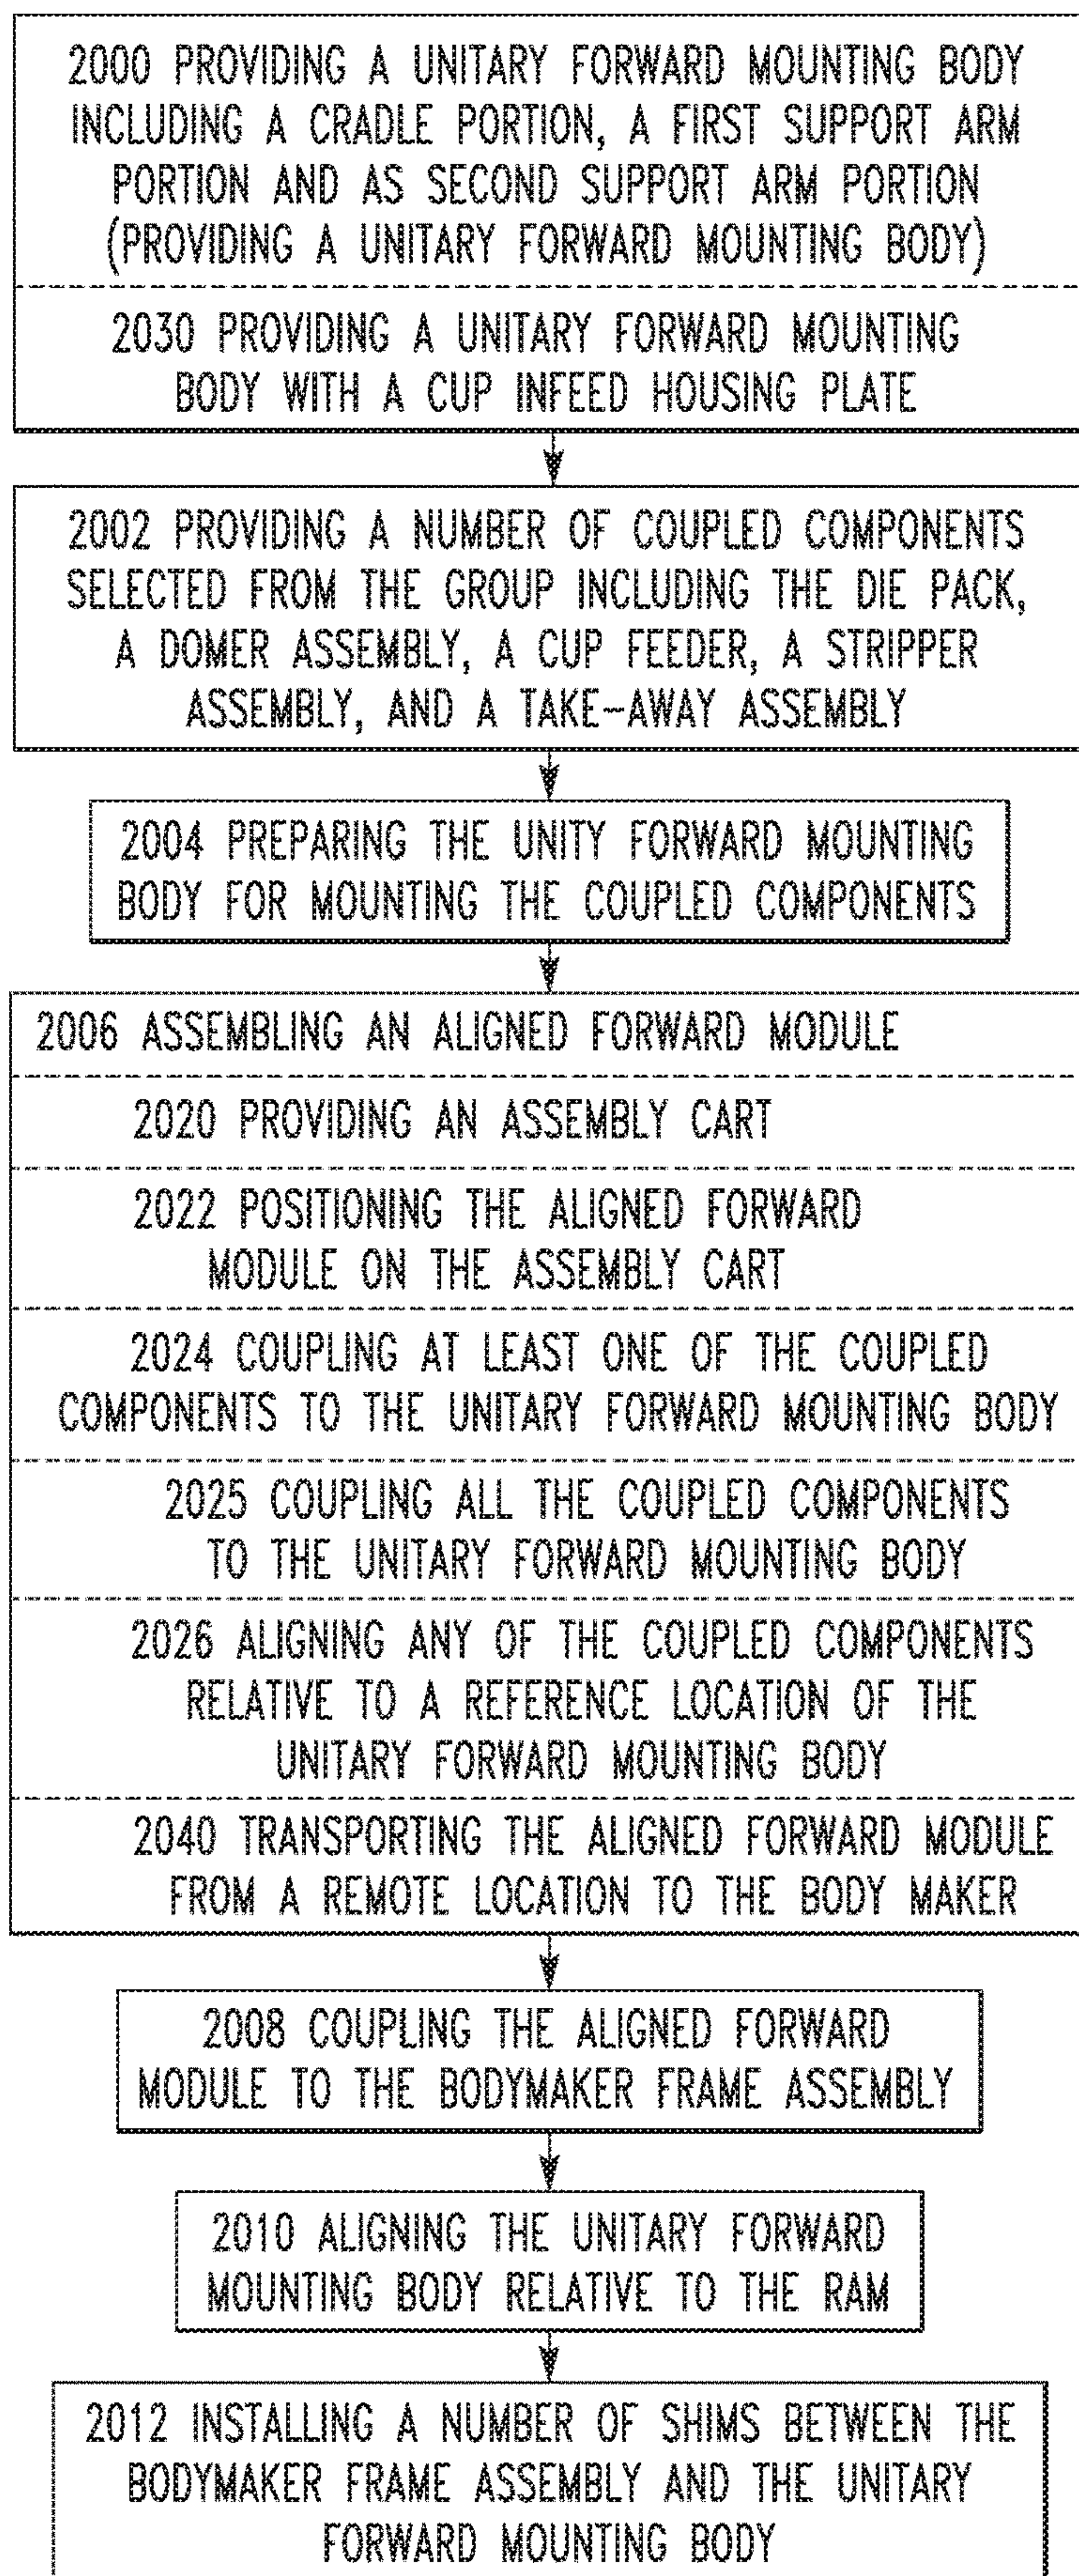 2000 PROVIDING A UNITARY FORWARD MOUNTING BODY
INCLUDING A CRADLE PORTION, A FIRST SUPPORT ARM
PORTION AND AS SECOND SUPPORT ARM PORTION
(PROVIDING A UNITARY FORWARD MOUNTING BODY)
2030 PROVIDING A UNITARY FORWARD MOUNTING
BODY WITH A CUP INFEED HOUSING PLATE
2002 PROVIDING A NUMBER OF COUPLED COMPONENTS
SELECTED FROM THE GROUP INCLUDING THE DIE PACK,
A DOMER ASSEMBLY, A CUP FEEDER, A STRIPPER
ASSEMBLY, AND A TAKE-AWAY ASSEMBLY
2004 PREPARING THE UNITY FORWARD MOUNTING
BODY FOR MOUNTING THE COUPLED COMPONENTS
2006 ASSEMBLING AN ALIGNED FORWARD MODULE
2020 PROVIDING AN ASSEMBLY CART
2022 POSITIONING THE ALIGNED FORWARD
MODULE ON THE ASSEMBLY CART
2024 COUPLING AT LEAST ONE OF THE COUPLED
COMPONENTS TO THE UNITARY FORWARD MOUNTING BODY
2025 COUPLING ALL THE COUPLED COMPONENTS
TO THE UNITARY FORWARD MOUNTING BODY
2026 ALIGNING ANY OF THE COUPLED COMPONENTS
RELATIVE TO A REFERENCE LOCATION OF THE
UNITARY FORWARD MOUNTING BODY
2040 TRANSPORTING THE ALIGNED FORWARD MODULE
FROM A REMOTE LOCATION TO THE BODY MAKER
2008 COUPLING THE ALIGNED FORWARD
MODULE TO THE BODYMAKER FRAME ASSEMBLY
2010 ALIGNING THE UNITARY FORWARD
MOUNTING BODY RELATIVE TO THE RAM
2012 INSTALLING A NUMBER OF SHIMS BETWEEN THE
BODYMAKER FRAME ASSEMBLY AND THE UNITARY
FORWARD MOUNTING BODY